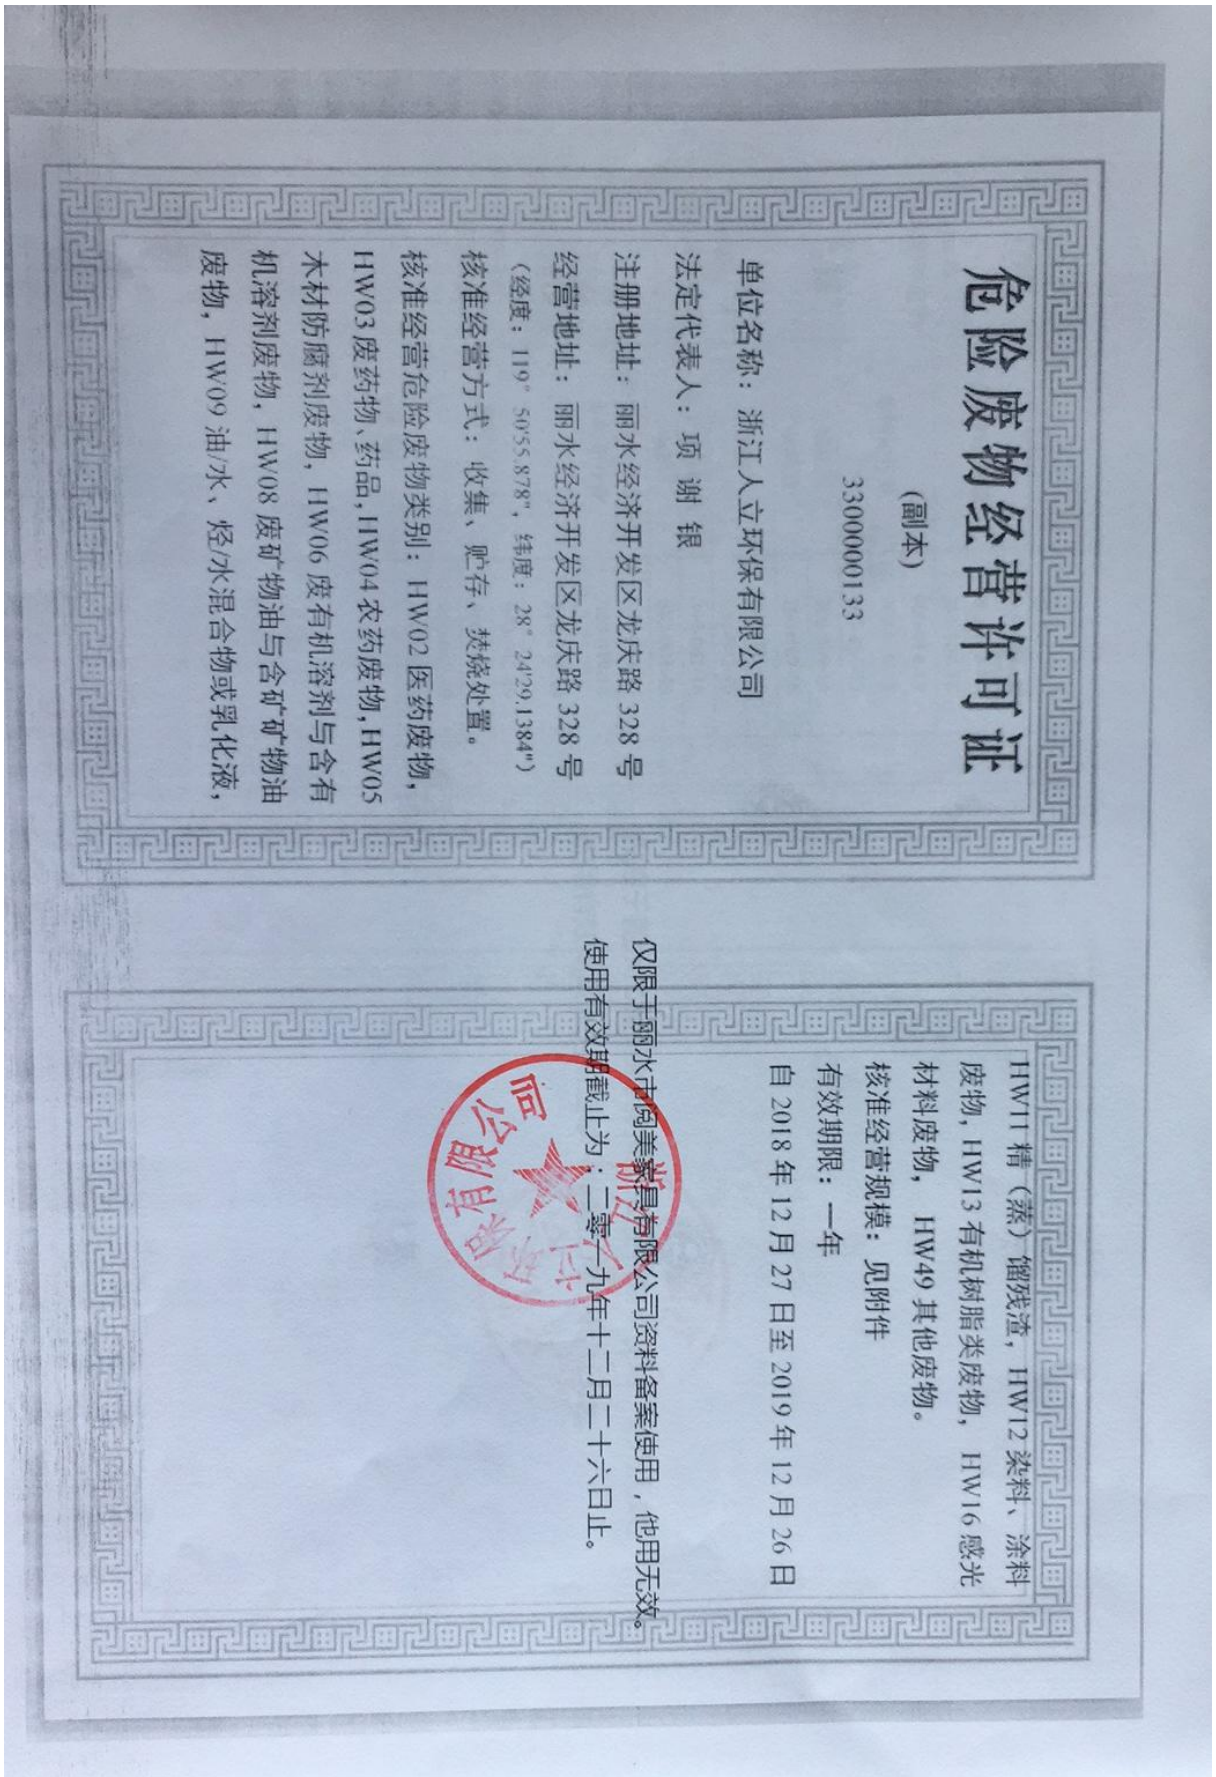 危险废物经营许可证
(副本)
3300000133
单位名称：浙江人立环保有限公司
法定代表人：项 谢 银
注册地址：丽水经济开发区龙庆路 328 号
经营地址：丽水经济开发区龙庆路 328 号
(经度：119° 50'55.878"，纬度：28° 24'29.1384")
核准经营方式：收集、贮存、焚烧处置。
核准经营危险废物类别：HW02 医药废物，
HW03 废药物、药品，HW04 农药废物，HW05
木材防腐剂废物，HW06 废有机溶剂与含有
机溶剂废物，HW08 废矿物油与含矿矿物油
废物，HW09 油/水、烃/水混合物或乳化液，
HW11 精（蒸）馏残渣，HW12 染料、涂料
废物，HW13 有机树脂类废物， HW16 感光
材料废物， HW49 其他废物。
核准经营规模：见附件
有效期限：一年
自 2018 年 12 月 27 日至 2019 年 12 月 26 日
仅限于丽水市阅美家具有限公司资料备案使用，他用无效。
使用有效期截止为：二零一九年十二月二十六日止。
浙江人立环保有限公司